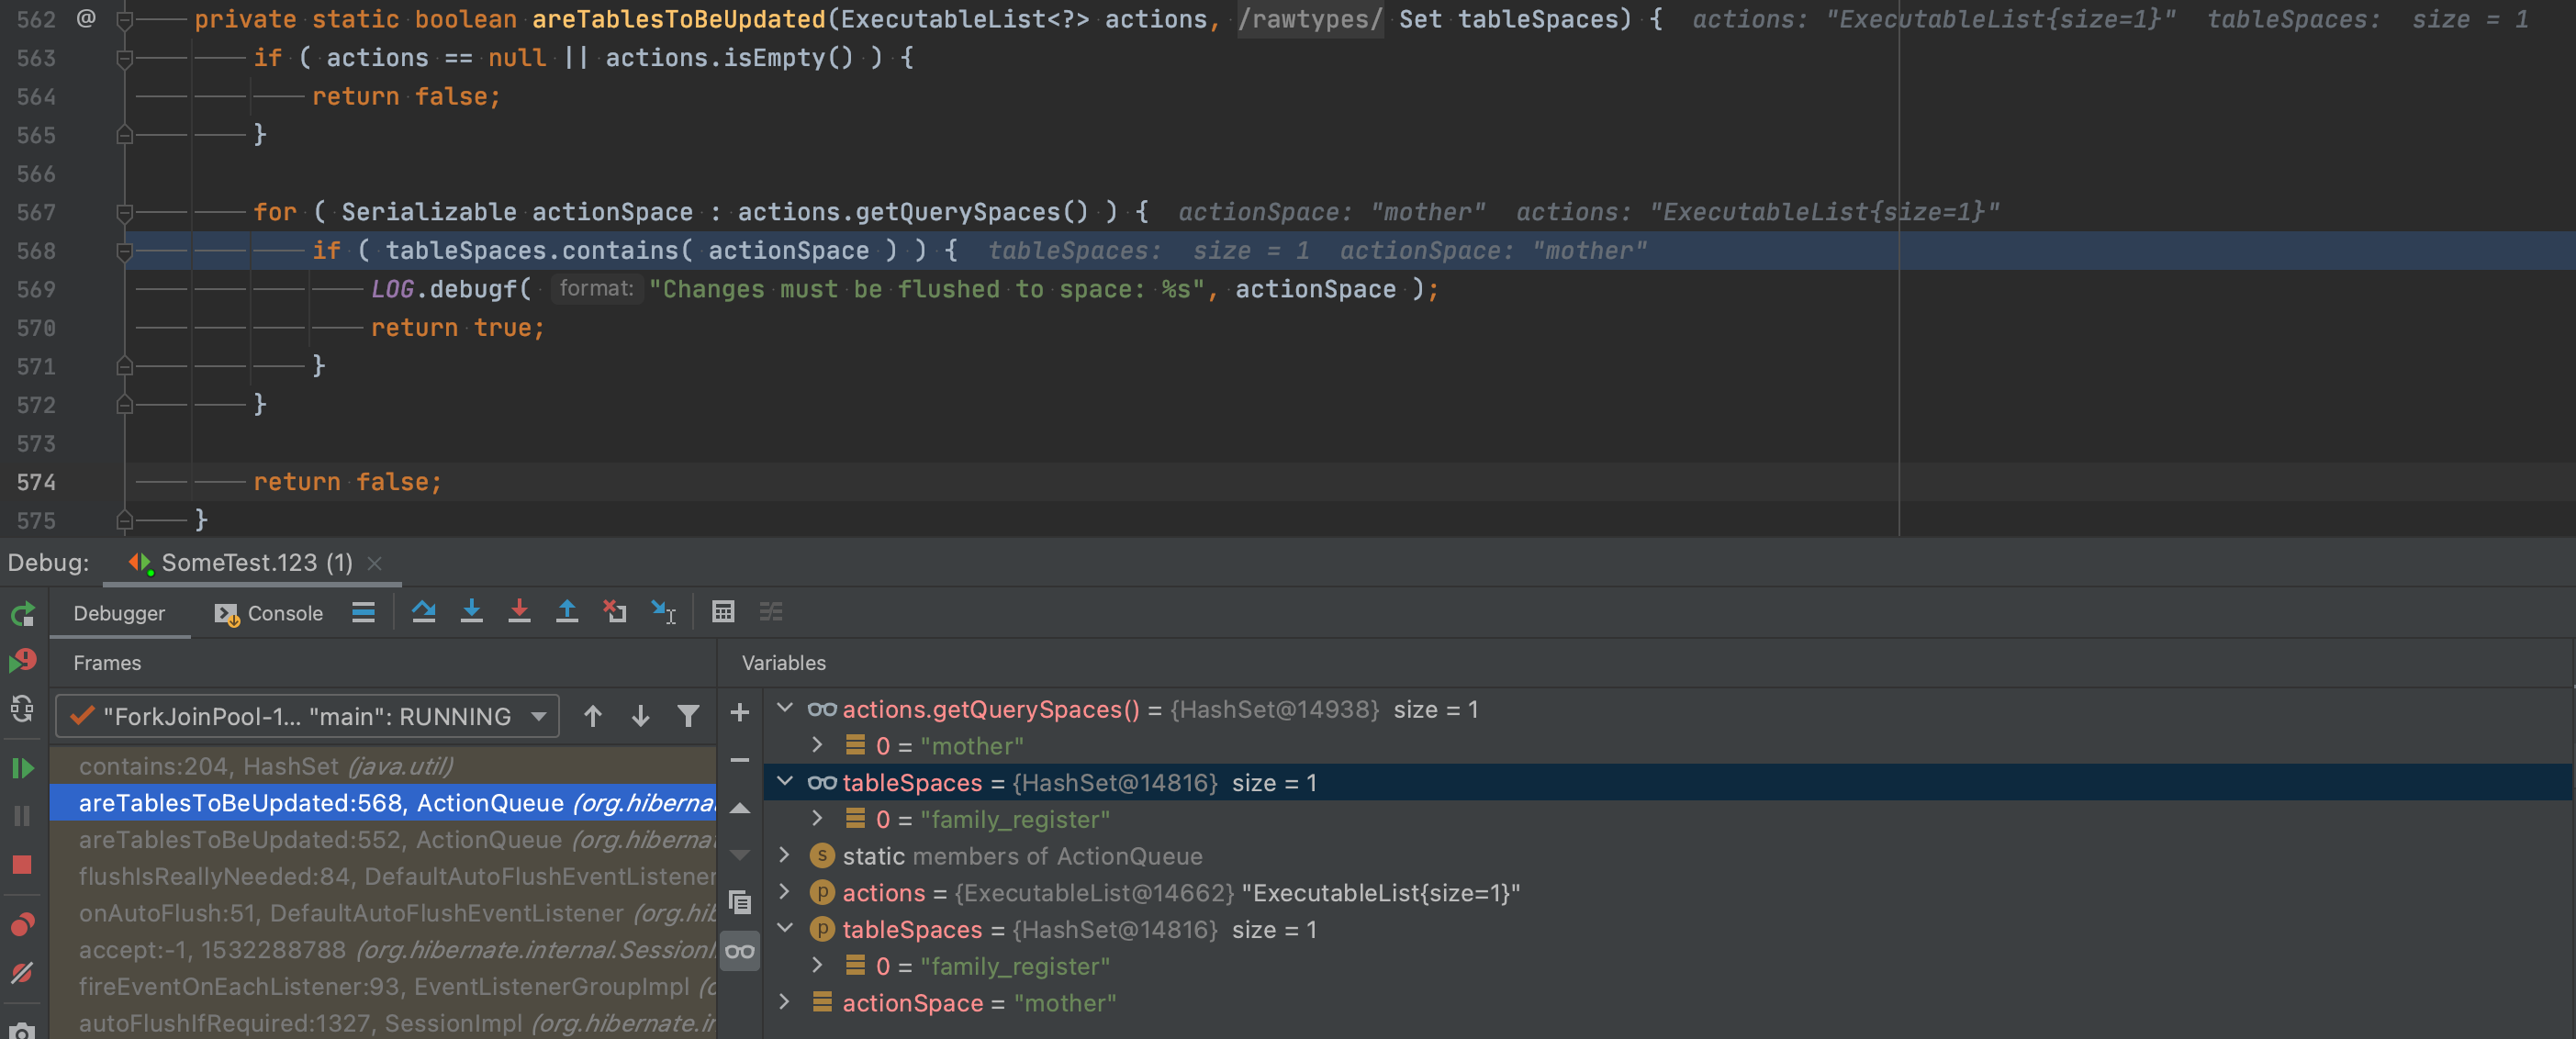 562 @ private static boolean areTablesToBeUpdated(ExecutableList<?> actions, /rawtypes/ Set tableSpaces) { actions: "ExecutableList{size=1}" tableSpaces: size = 1
563 if ( actions == null || actions.isEmpty() ) {
564 return false;
565 }
566
567 for ( Serializable actionSpace : actions.getQuerySpaces() ) { actionSpace: "mother" actions: "ExecutableList{size=1}"
568 if ( tableSpaces.contains( actionSpace ) ) { tableSpaces: size = 1 actionSpace: "mother"
569 LOG.debugf( format: "Changes must be flushed to space: %s", actionSpace );
570 return true;
571 }
572 }
573
574 return false;
575 }
Debug: SomeTest.123 (1)
Debugger Console
Frames
"ForkJoinPool-1... "main": RUNNING
contains:204, HashSet (java.util)
areTablesToBeUpdated:568, ActionQueue (org.hiberna
areTablesToBeUpdated:552, ActionQueue (org.hibernat
flushIsReallyNeeded:84, DefaultAutoFlushEventListener
onAutoFlush:51, DefaultAutoFlushEventListener (org.hib
accept:-1, 1532288788 (org.hibernate.internal.SessionI
fireEventOnEachListener:93, EventListenerGroupImpl (o
autoFlushIfRequired:1327, SessionImpl (org.hibernate.in
Variables
actions.getQuerySpaces() = {HashSet@14938} size = 1
0 = "mother"
tableSpaces = {HashSet@14816} size = 1
0 = "family_register"
static members of ActionQueue
actions = {ExecutableList@14662} "ExecutableList{size=1}"
tableSpaces = {HashSet@14816} size = 1
0 = "family_register"
actionSpace = "mother"